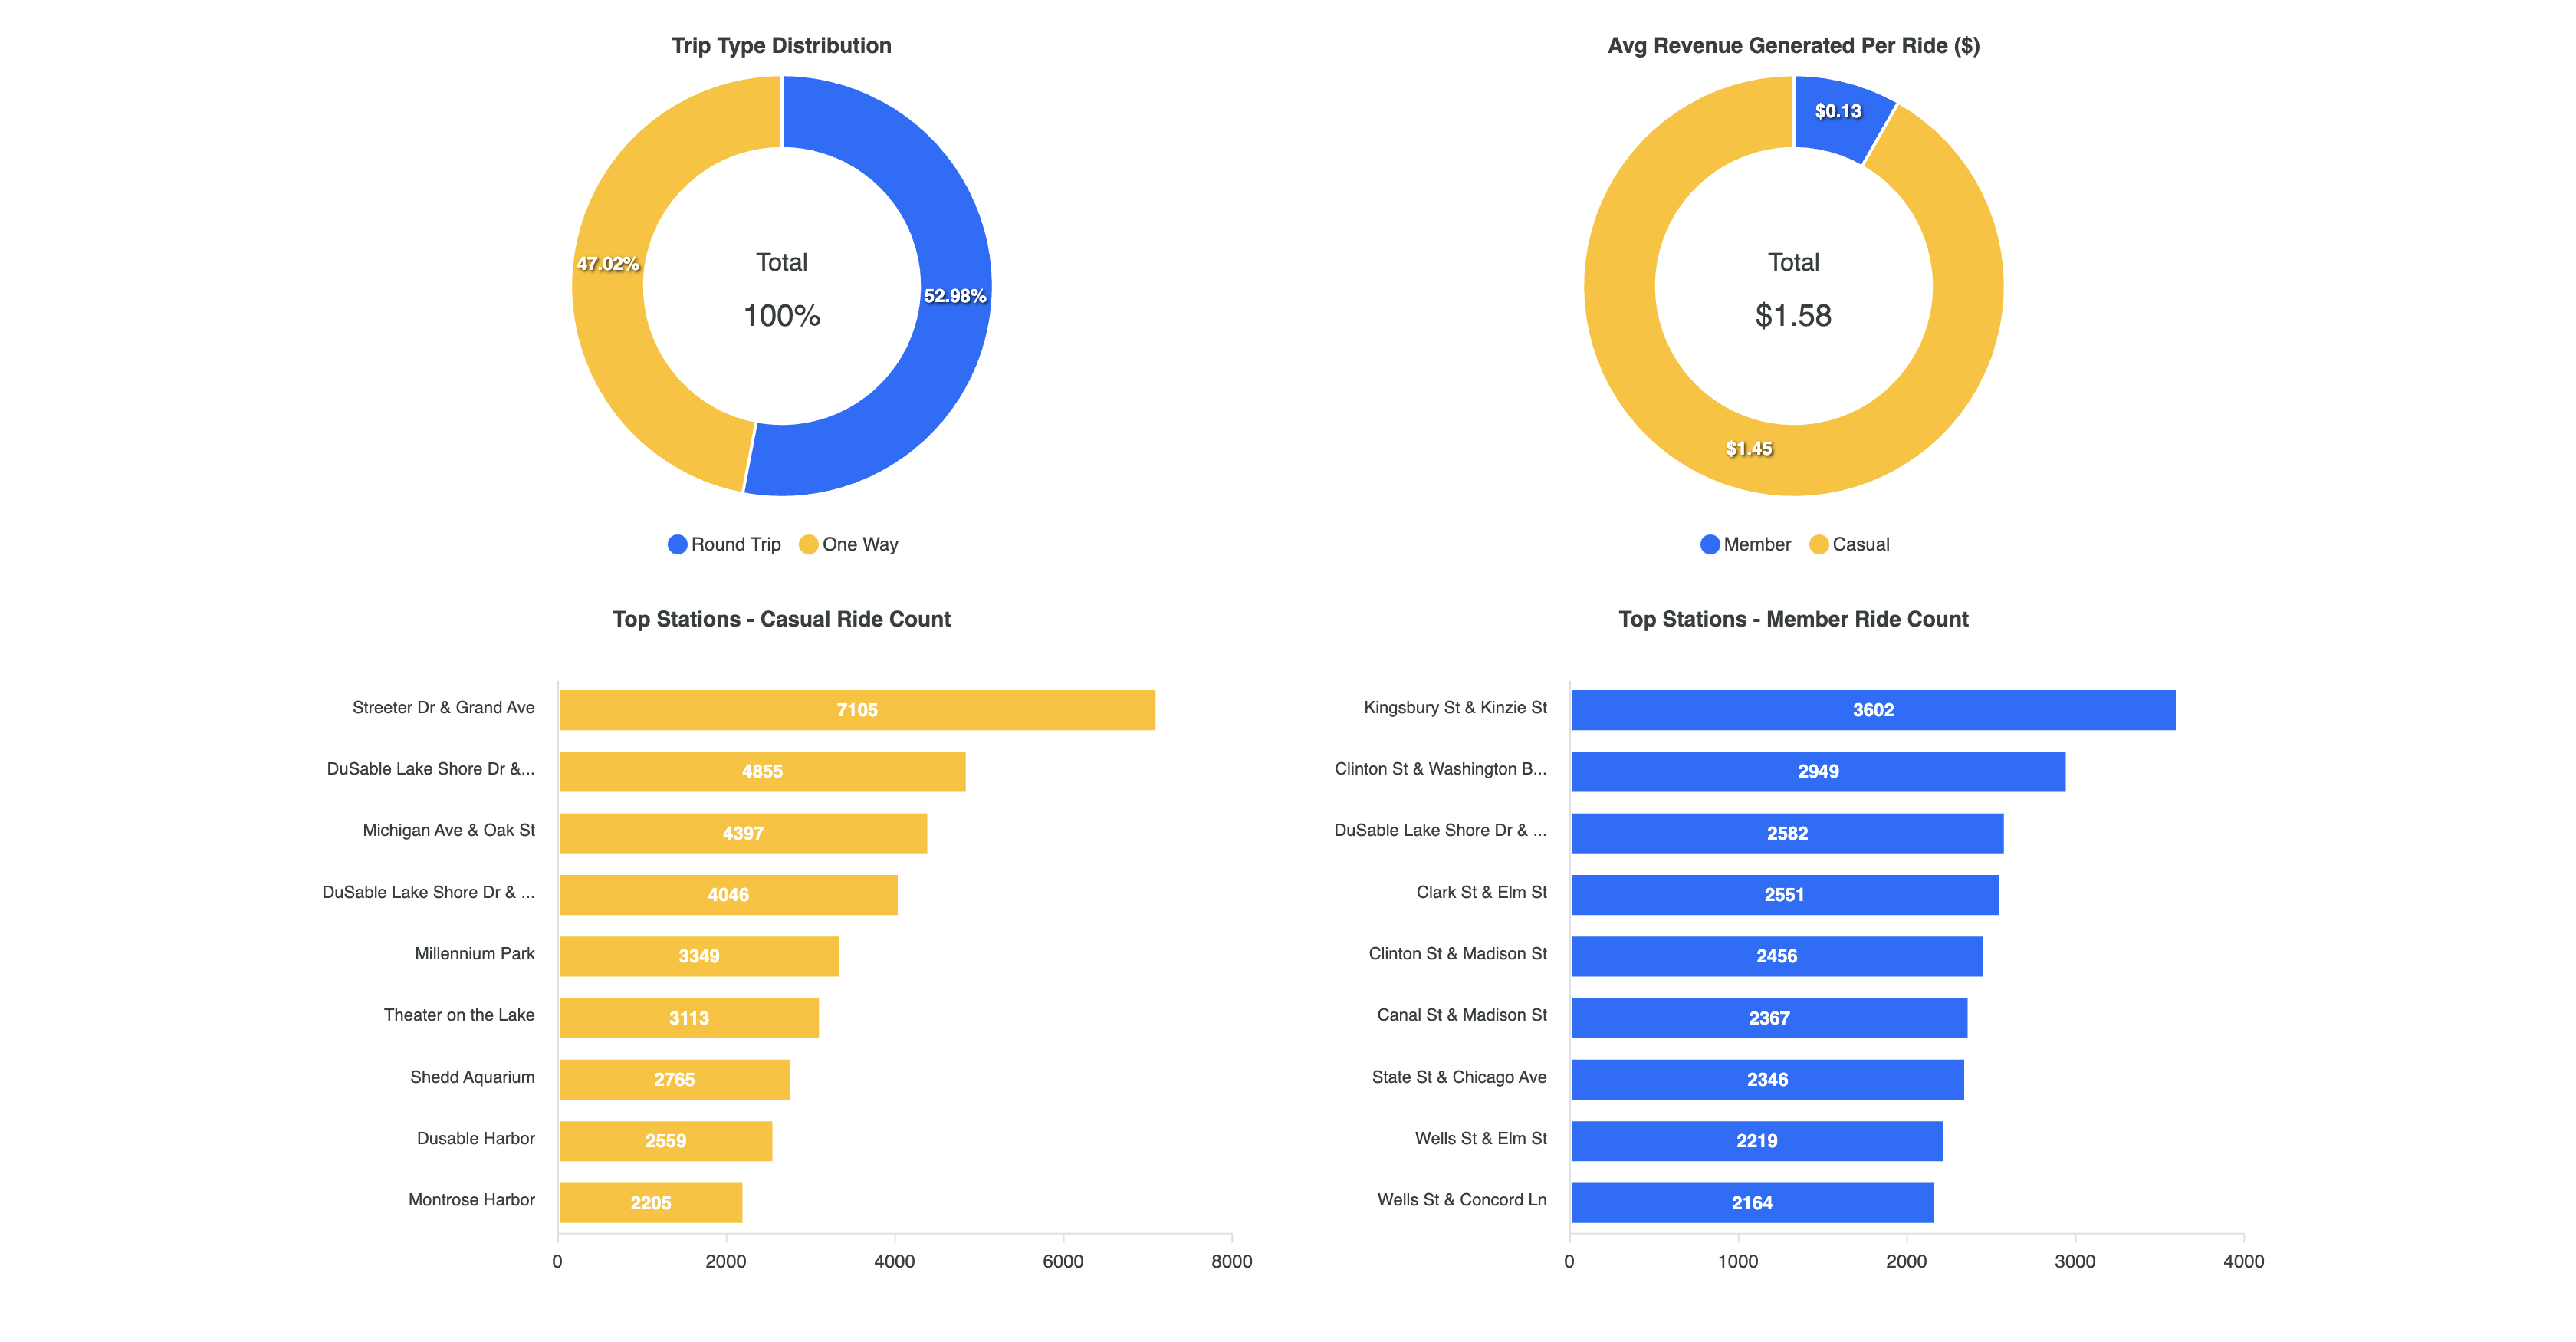 Trip Type Distribution
47.02%
Total
100%
52.98%
Round Trip
One Way
Avg Revenue Generated Per Ride ($)
$0.13
Total
$1.58
$1.45
Member
Casual
Top Stations - Casual Ride Count
Streeter Dr & Grand Ave
7105
DuSable Lake Shore Dr &...
4855
Michigan Ave & Oak St
4397
DuSable Lake Shore Dr & ...
4046
Millennium Park
3349
Theater on the Lake
3113
Shedd Aquarium
2765
Dusable Harbor
2559
Montrose Harbor
2205
0
2000
4000
6000
8000
Top Stations - Member Ride Count
Kingsbury St & Kinzie St
3602
Clinton St & Washington B...
2949
DuSable Lake Shore Dr & ...
2582
Clark St & Elm St
2551
Clinton St & Madison St
2456
Canal St & Madison St
2367
State St & Chicago Ave
2346
Wells St & Elm St
2219
Wells St & Concord Ln
2164
0
1000
2000
3000
4000